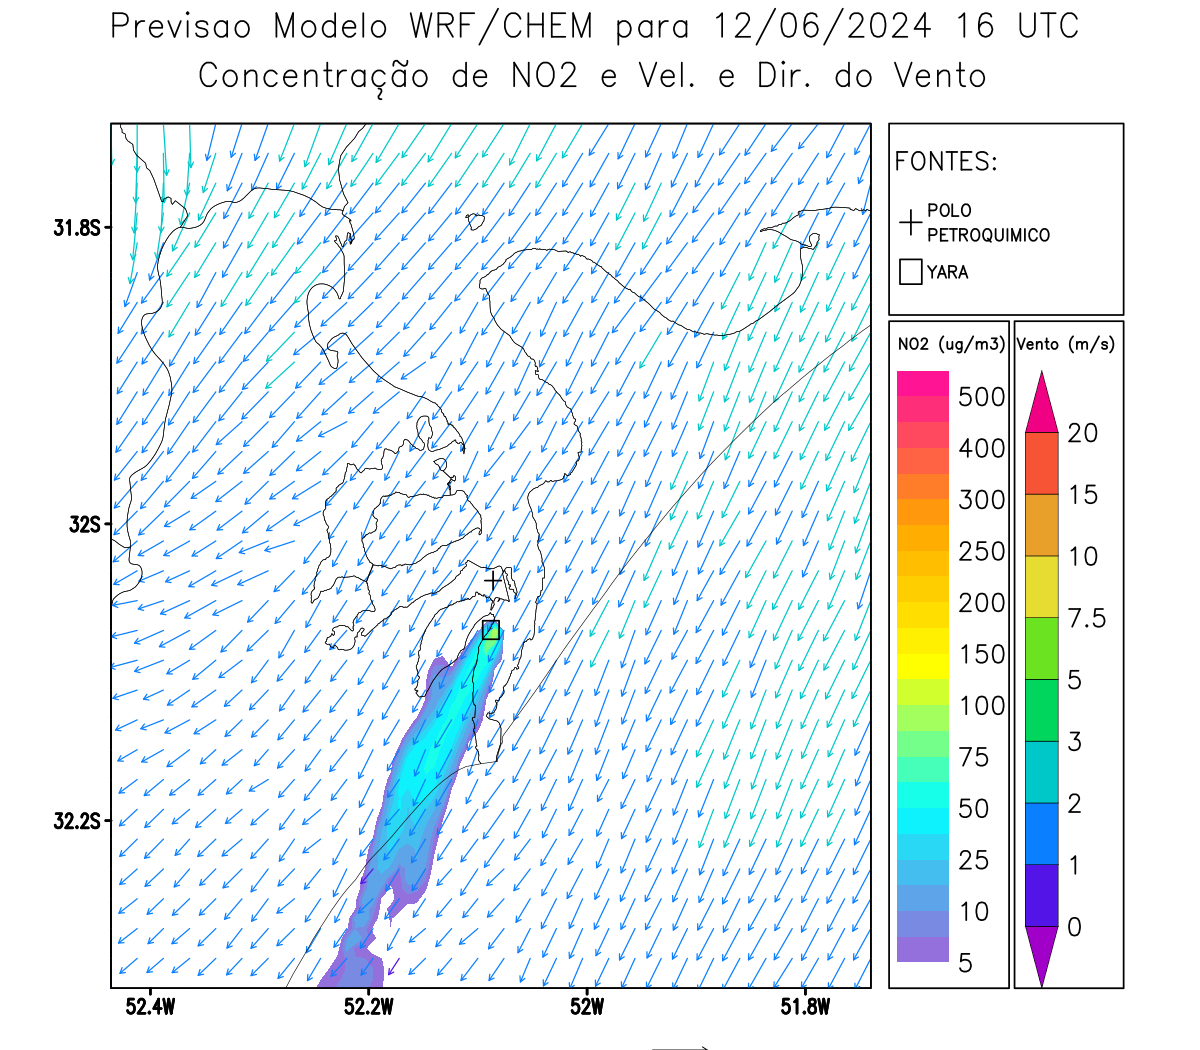 Previsao Modelo WRF/CHEM para 12/06/2024 16 UTC
Concentração de NO2 e Vel. e Dir. do Vento
FONTES:
POLO
PETROQUIMICO
YARA
31.8S
32S
32.2S
52.4W
52.2W
52W
51.8W
NO2 (ug/m3)
500
400
300
250
200
150
100
75
50
25
10
5
Vento (m/s)
20
15
10
7.5
5
3
2
1
0